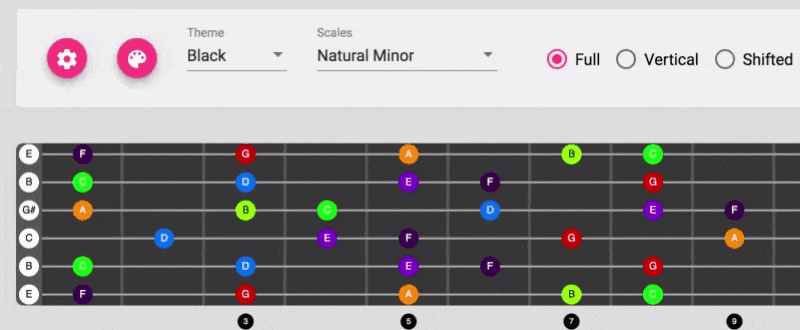 Theme Scales
Black Natural Minor Full Vertical Shifted
E F G A B C
B C D E F G
G# A B C D E F
C D E F G A
B C D E F G
E F G A B C
3 5 7 9